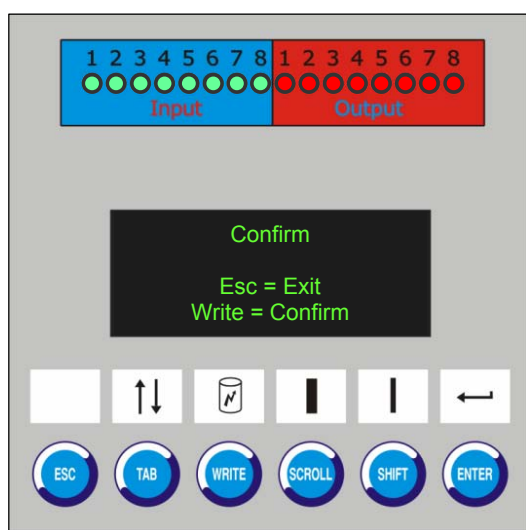 1 2 3 4 5 6 7 8 1 2 3 4 5 6 7 8
Input Output
Confirm
Esc = Exit
Write = Confirm
ESC TAB WRITE SCROLL SHIFT ENTER